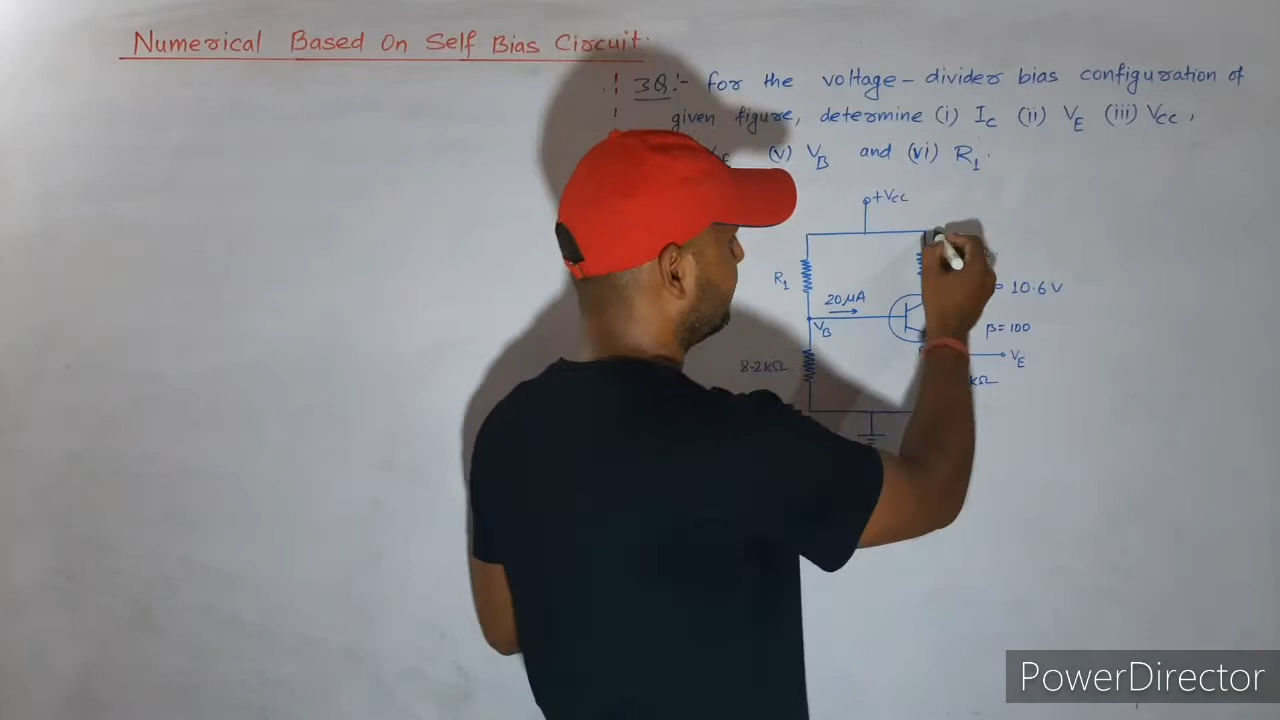 Numerical Based On Self Bias Circuit.
3Q:- for the voltage-divider bias configuration of
given figure, determine (i) IC (ii) VE (iii) VCC,
(v) VB and (vi) R1.
+VCC
R1
20μA
10.6 V
VB
β=100
VE
8.2KΩ
KΩ
PowerDirector